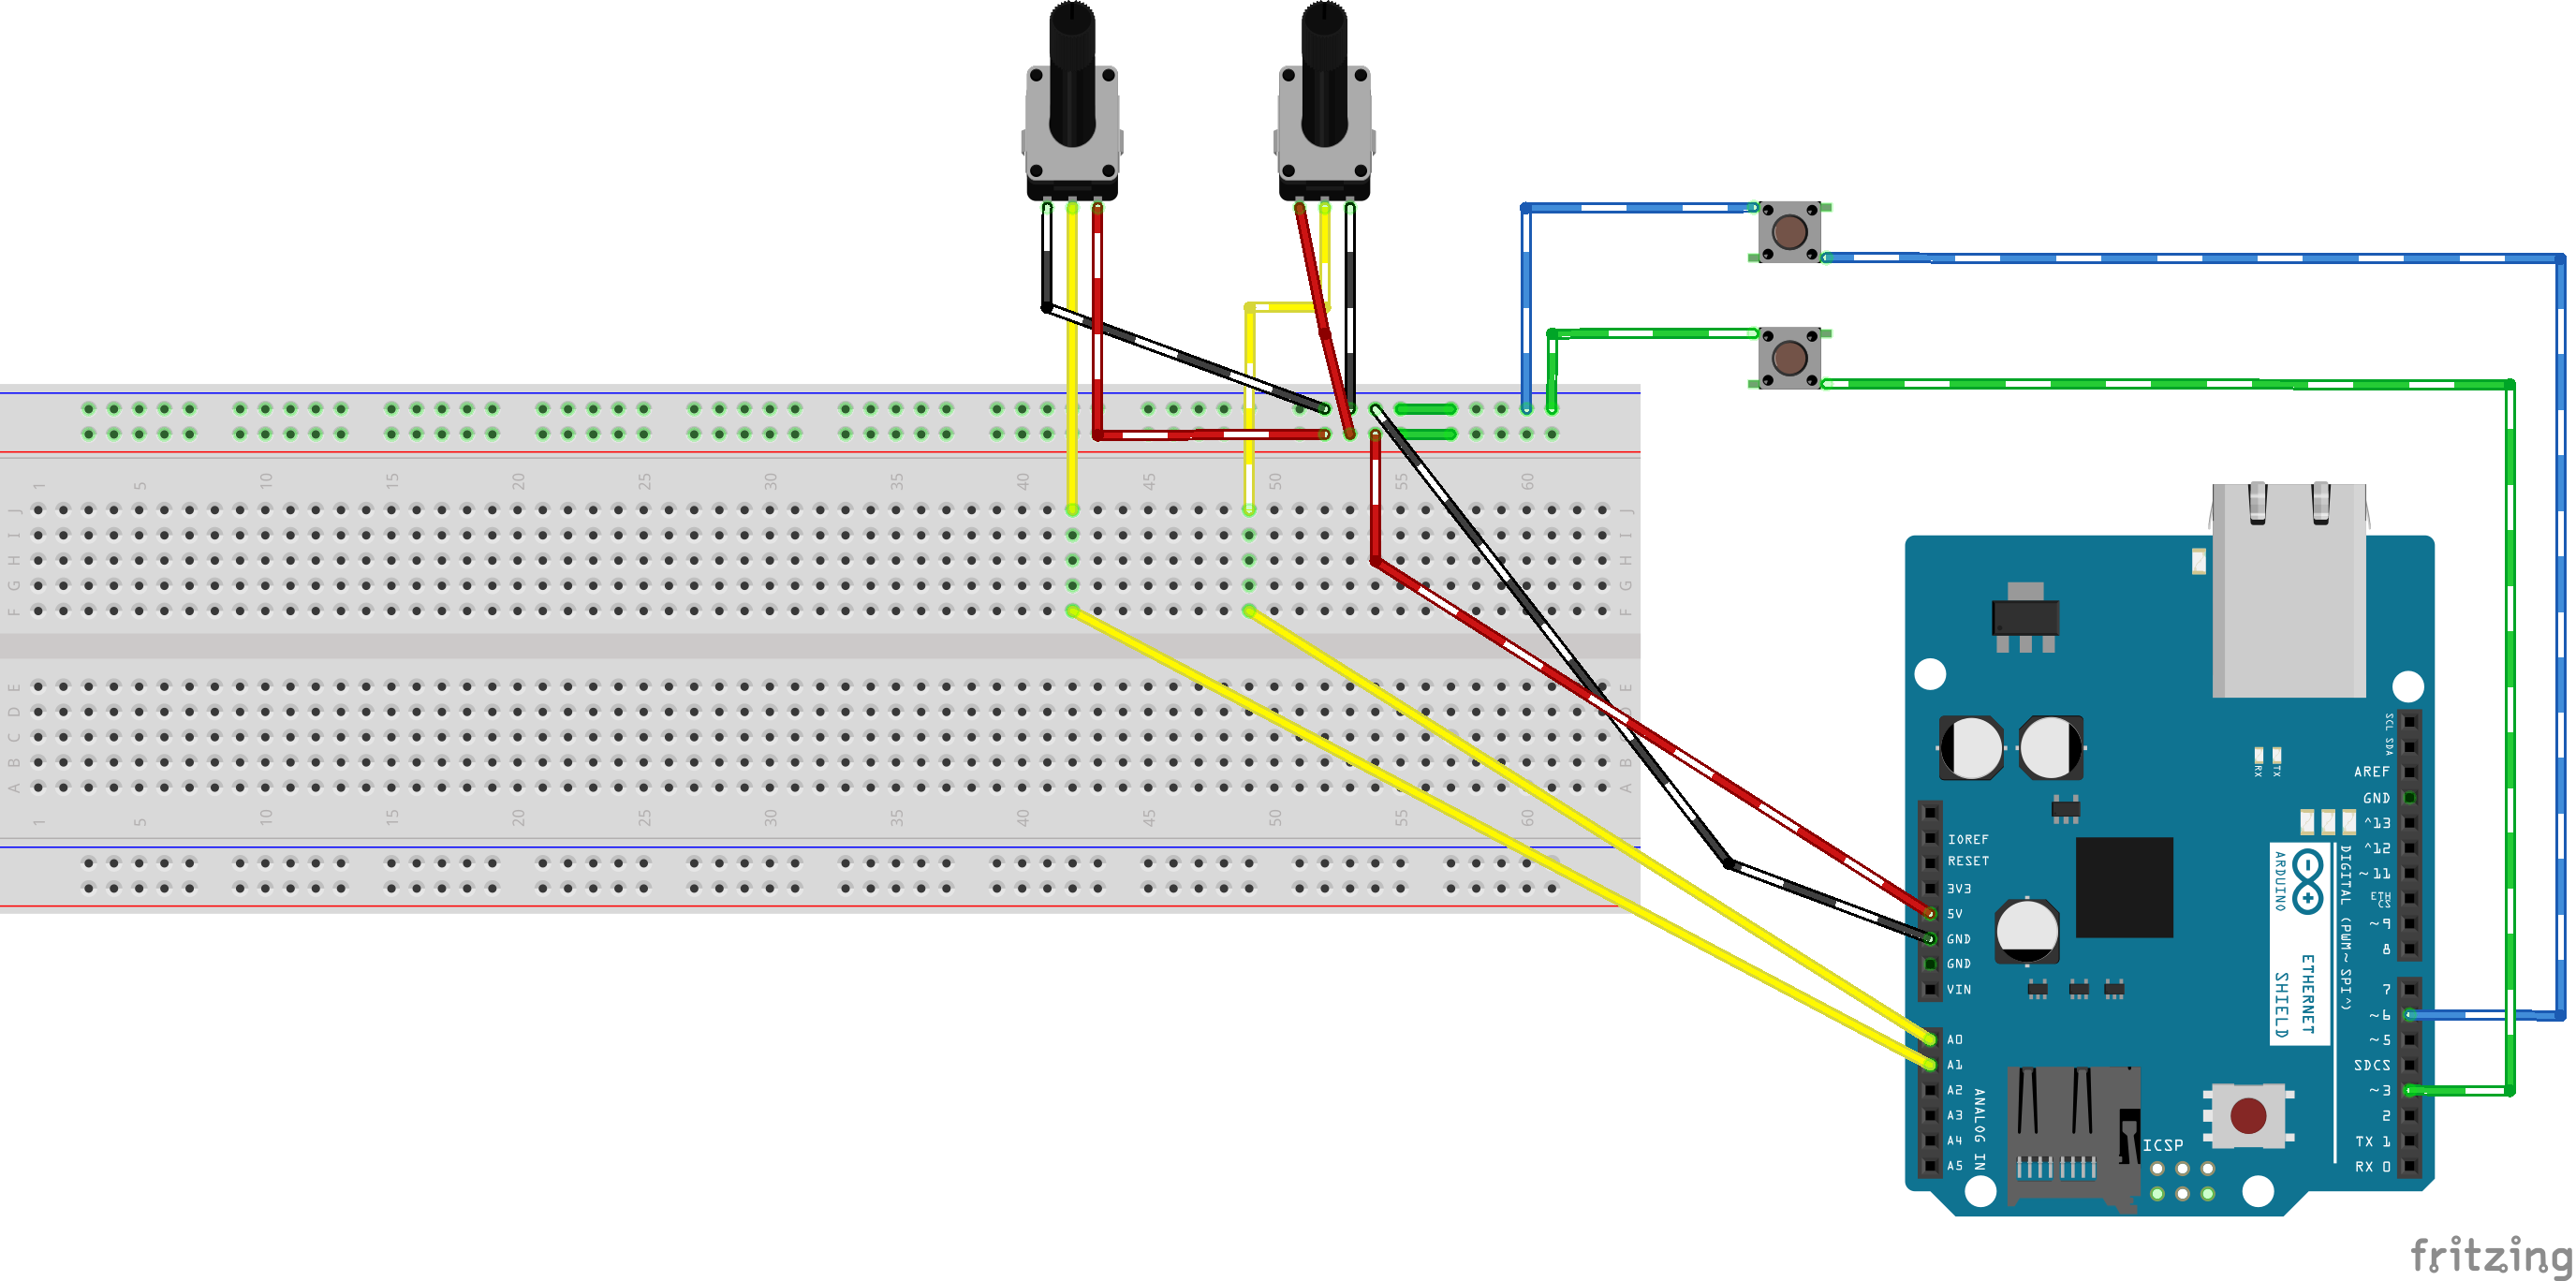 1 5 10 15 20 25 30 35 40 45 50 55 60
J J
I I
H H
G G
F F
E E
D D
C C
B B
A A
1 5 10 15 20 25 30 35 40 45 50 55 60
IOREF
RESET
3V3
5V
GND
GND
VIN
A0
A1
A2
A3
A4
A5
ANALOG IN
RX
TX
ARDUINO
ETHERNET
SHIELD
DIGITAL (PWM~ SPI^)
ICSP
SCL SDA
AREF
GND
^13
^12
~11
ETH
CS
~9
8
7
~6
~5
SDCS
~3
2
TX 1
RX 0
fritzing